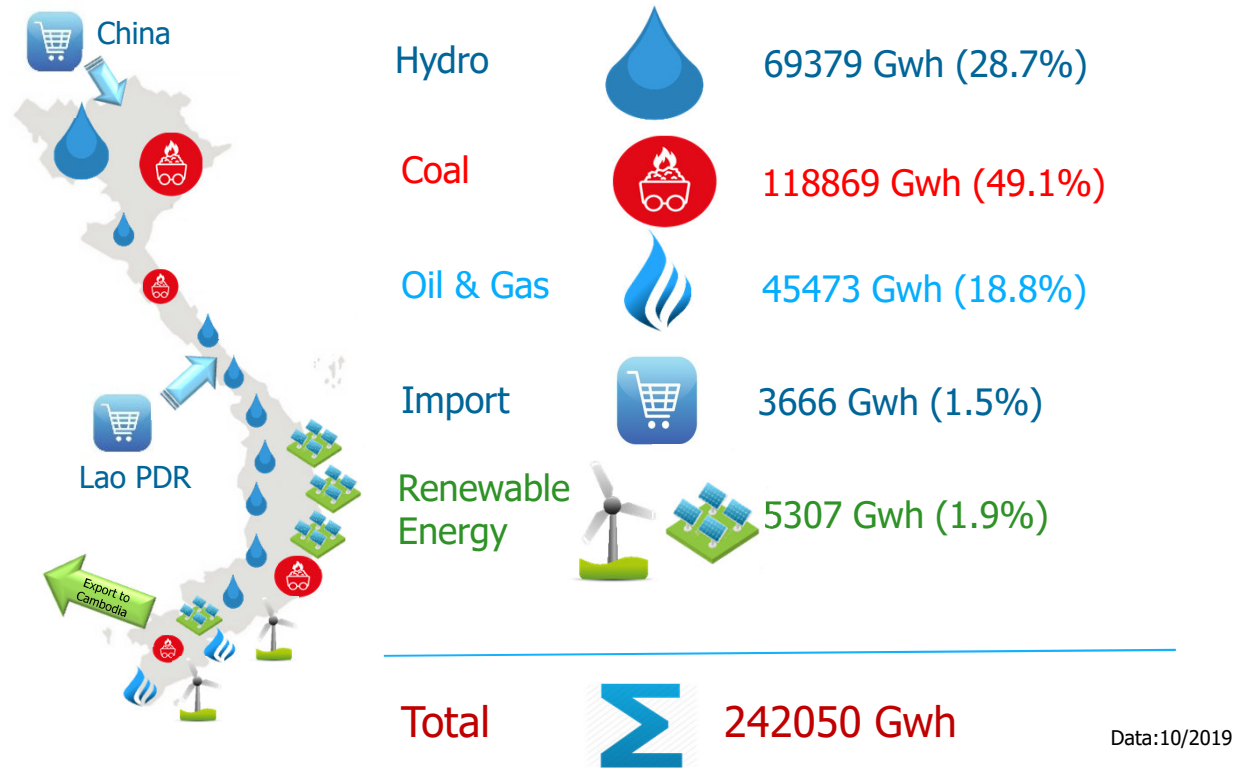 China
Hydro
69379 Gwh (28.7%)
Coal
118869 Gwh (49.1%)
Oil & Gas
45473 Gwh (18.8%)
Import
3666 Gwh (1.5%)
Lao PDR
Renewable
Energy
5307 Gwh (1.9%)
Export to
Cambodia
Total
242050 Gwh
Data:10/2019